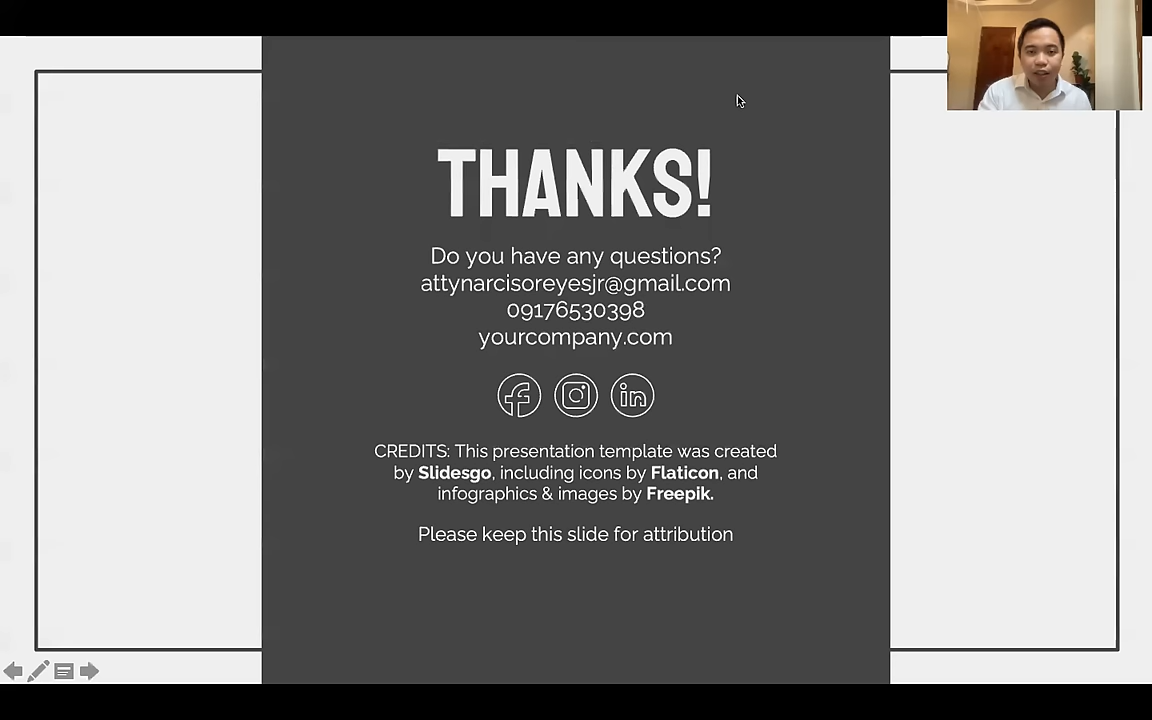 THANKS!
Do you have any questions?
attynarcisoreyesjr@gmail.com
09176530398
yourcompany.com
CREDITS: This presentation template was created
by Slidesgo, including icons by Flaticon, and
infographics & images by Freepik.
Please keep this slide for attribution